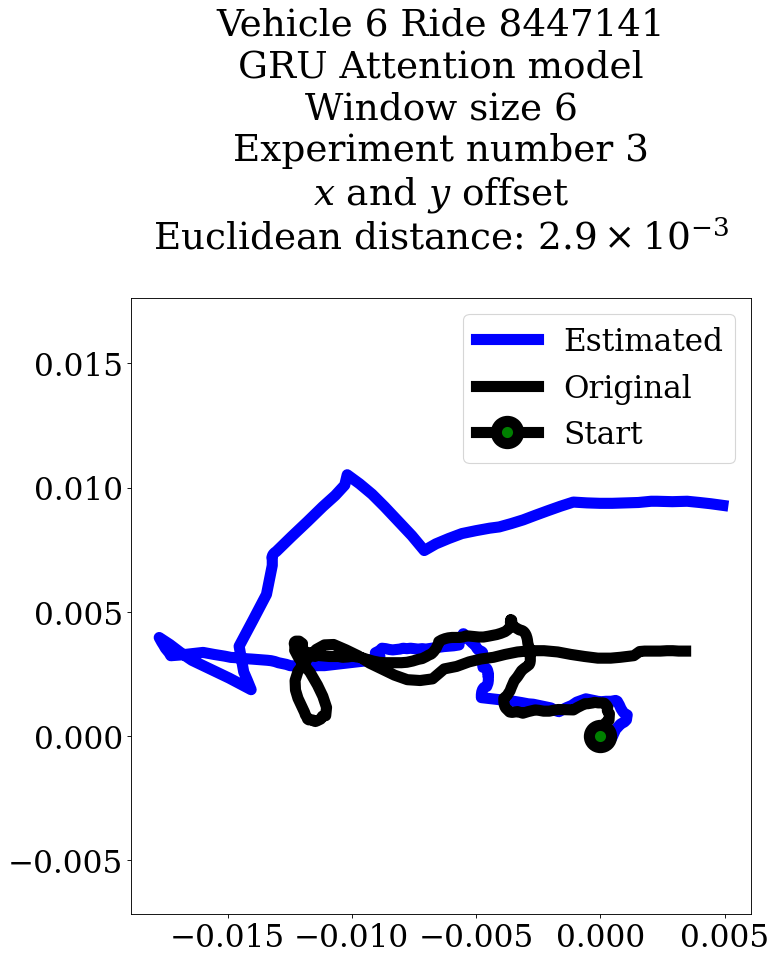 Vehicle 6 Ride 8447141
GRU Attention model
Window size 6
Experiment number 3
x and y offset
Euclidean distance: 2.9 × 10⁻³
Estimated
Original
Start
0.015
0.010
0.005
0.000
−0.005
−0.015 −0.010 −0.005 0.000 0.005